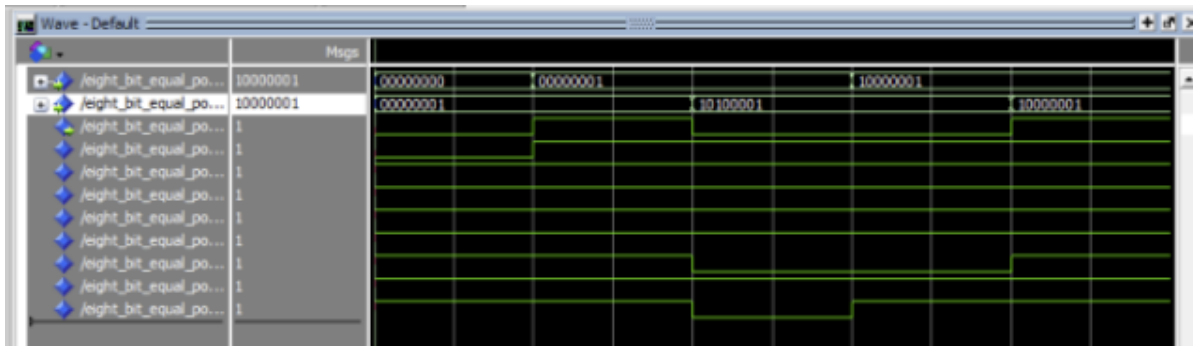 Wave - Default
Msgs
/eight_bit_equal_po... 10000001 00000000 00000001 10000001
/eight_bit_equal_po... 10000001 00000001 10100001 10000001
/eight_bit_equal_po... 1
/eight_bit_equal_po... 1
/eight_bit_equal_po... 1
/eight_bit_equal_po... 1
/eight_bit_equal_po... 1
/eight_bit_equal_po... 1
/eight_bit_equal_po... 1
/eight_bit_equal_po... 1
/eight_bit_equal_po... 1